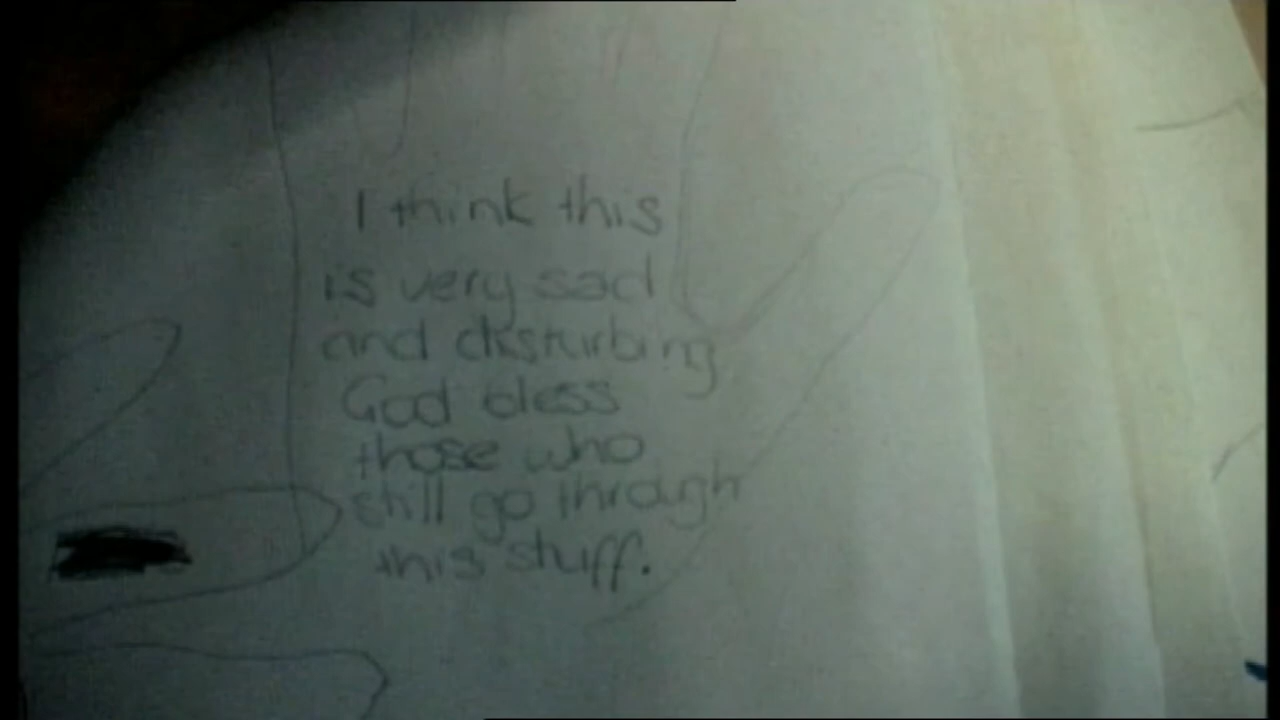 I think this
is very sad
and disturbing
God bless
those who
still go through
this stuff.